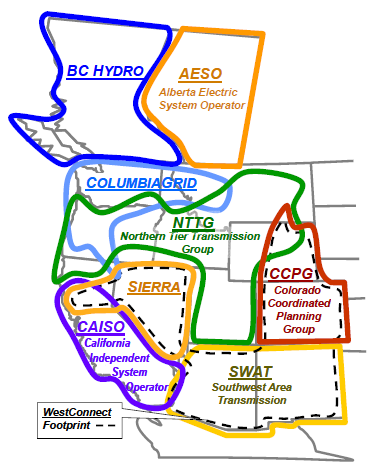 BC HYDRO
AESO
Alberta Electric
System Operator
COLUMBIAGRID
NTTG
Northern Tier Transmission
Group
CCPG
Colorado
Coordinated
Planning
Group
SIERRA
CAISO
California
Independent
System
Operator
SWAT
Southwest Area
Transmission
WestConnect
Footprint